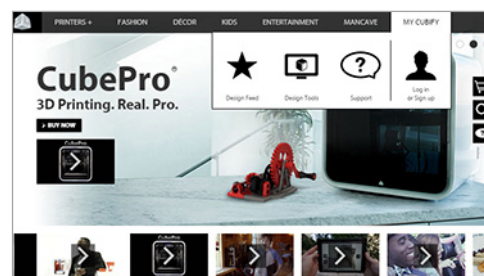 PRINTERS + FASHION DÉCOR KIDS ENTERTAINMENT MANCAVE MY CUBIFY
Design Feed Design Tools Support Log in
or Sign up
CubePro®
3D Printing. Real. Pro.
> BUY NOW
CubePro
CubePro